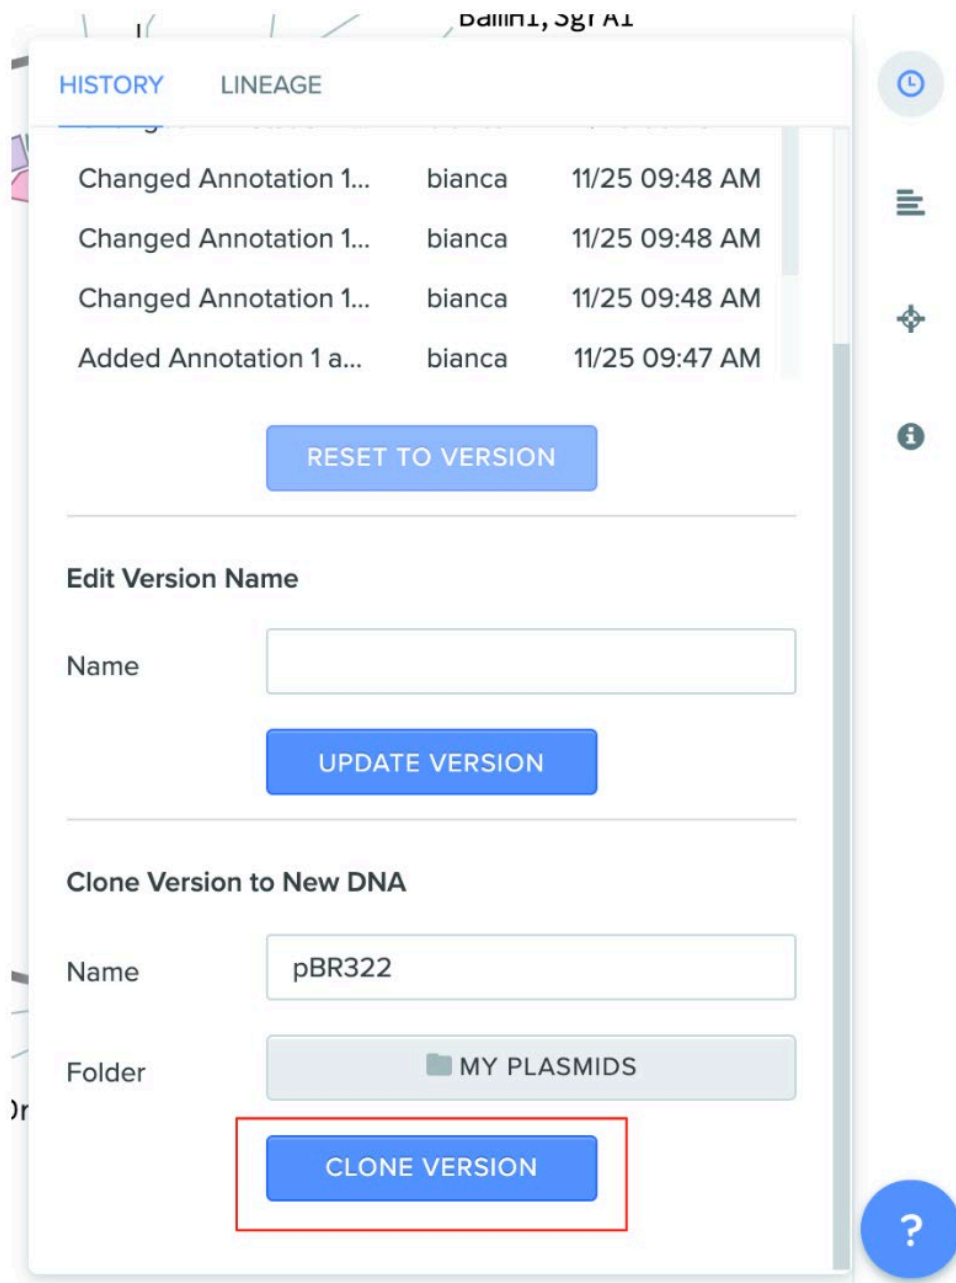 BamHI, SgrAI
HISTORY LINEAGE
Changed Annotation 1... bianca 11/25 09:48 AM
Changed Annotation 1... bianca 11/25 09:48 AM
Changed Annotation 1... bianca 11/25 09:48 AM
Added Annotation 1 a... bianca 11/25 09:47 AM
RESET TO VERSION
Edit Version Name
Name
UPDATE VERSION
Clone Version to New DNA
Name pBR322
Folder MY PLASMIDS
CLONE VERSION
?